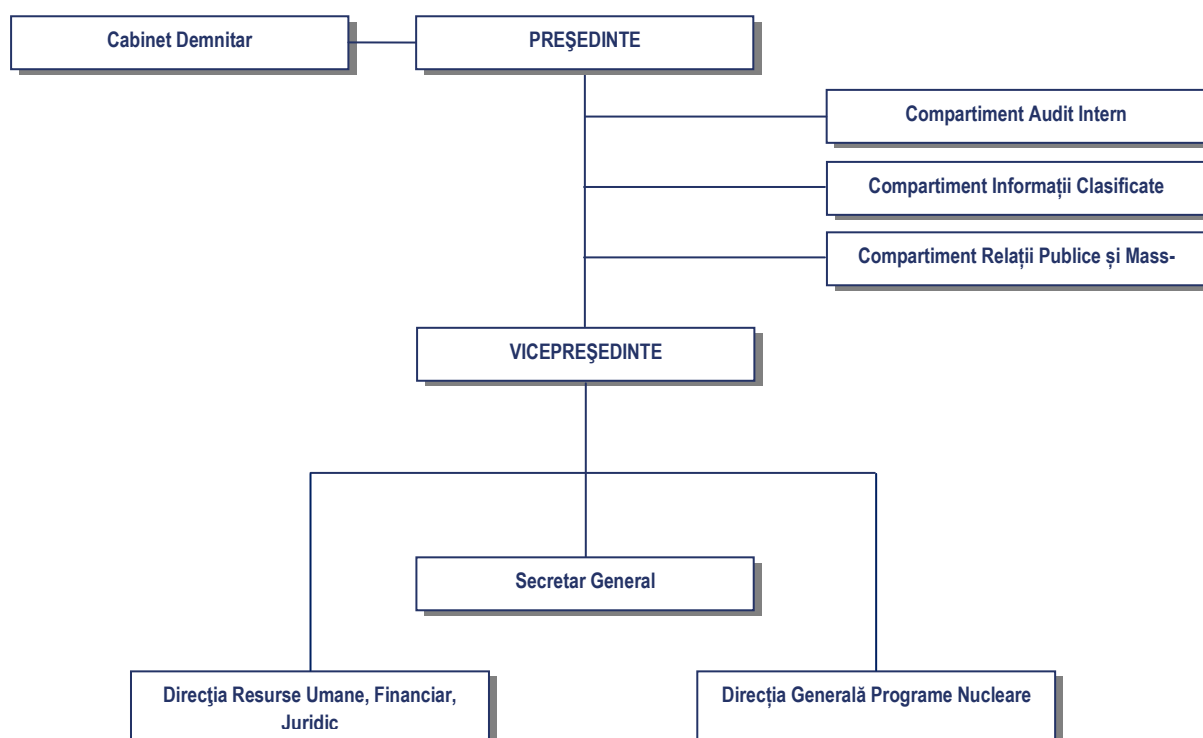 Cabinet Demnitar
PREŞEDINTE
Compartiment Audit Intern
Compartiment Informații Clasificate
Compartiment Relații Publice și Mass-
VICEPREŞEDINTE
Secretar General
Direcţia Resurse Umane, Financiar,
Juridic
Direcția Generală Programe Nucleare